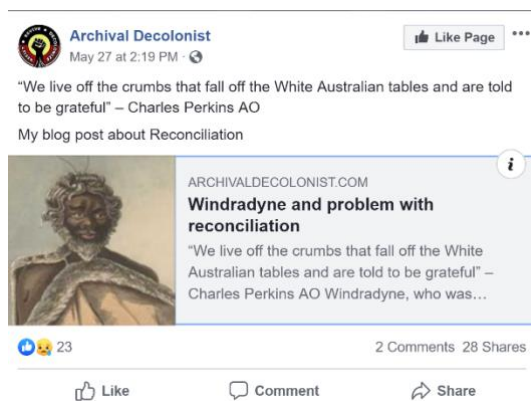 Archival Decolonist
Like Page
May 27 at 2:19 PM ·
“We live off the crumbs that fall off the White Australian tables and are told
to be grateful” – Charles Perkins AO
My blog post about Reconciliation
i
ARCHIVALDECOLONIST.COM
Windradyne and problem with
reconciliation
“We live off the crumbs that fall off the White
Australian tables and are told to be grateful” –
Charles Perkins AO Windradyne, who was…
23
2 Comments 28 Shares
Like
Comment
Share